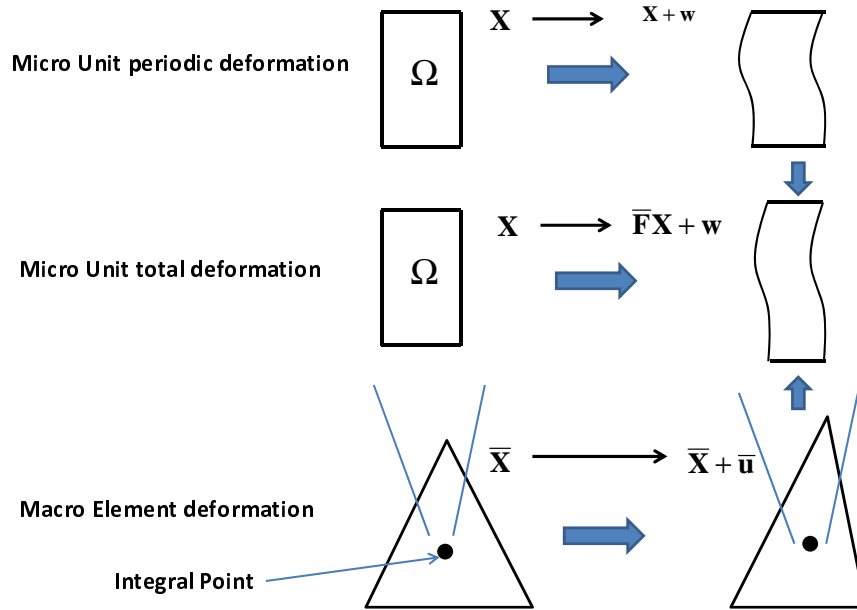 X X + w
Micro Unit periodic deformation
Ω
X F̅X + w
Micro Unit total deformation
Ω
X̅ X̅ + u̅
Macro Element deformation
Integral Point